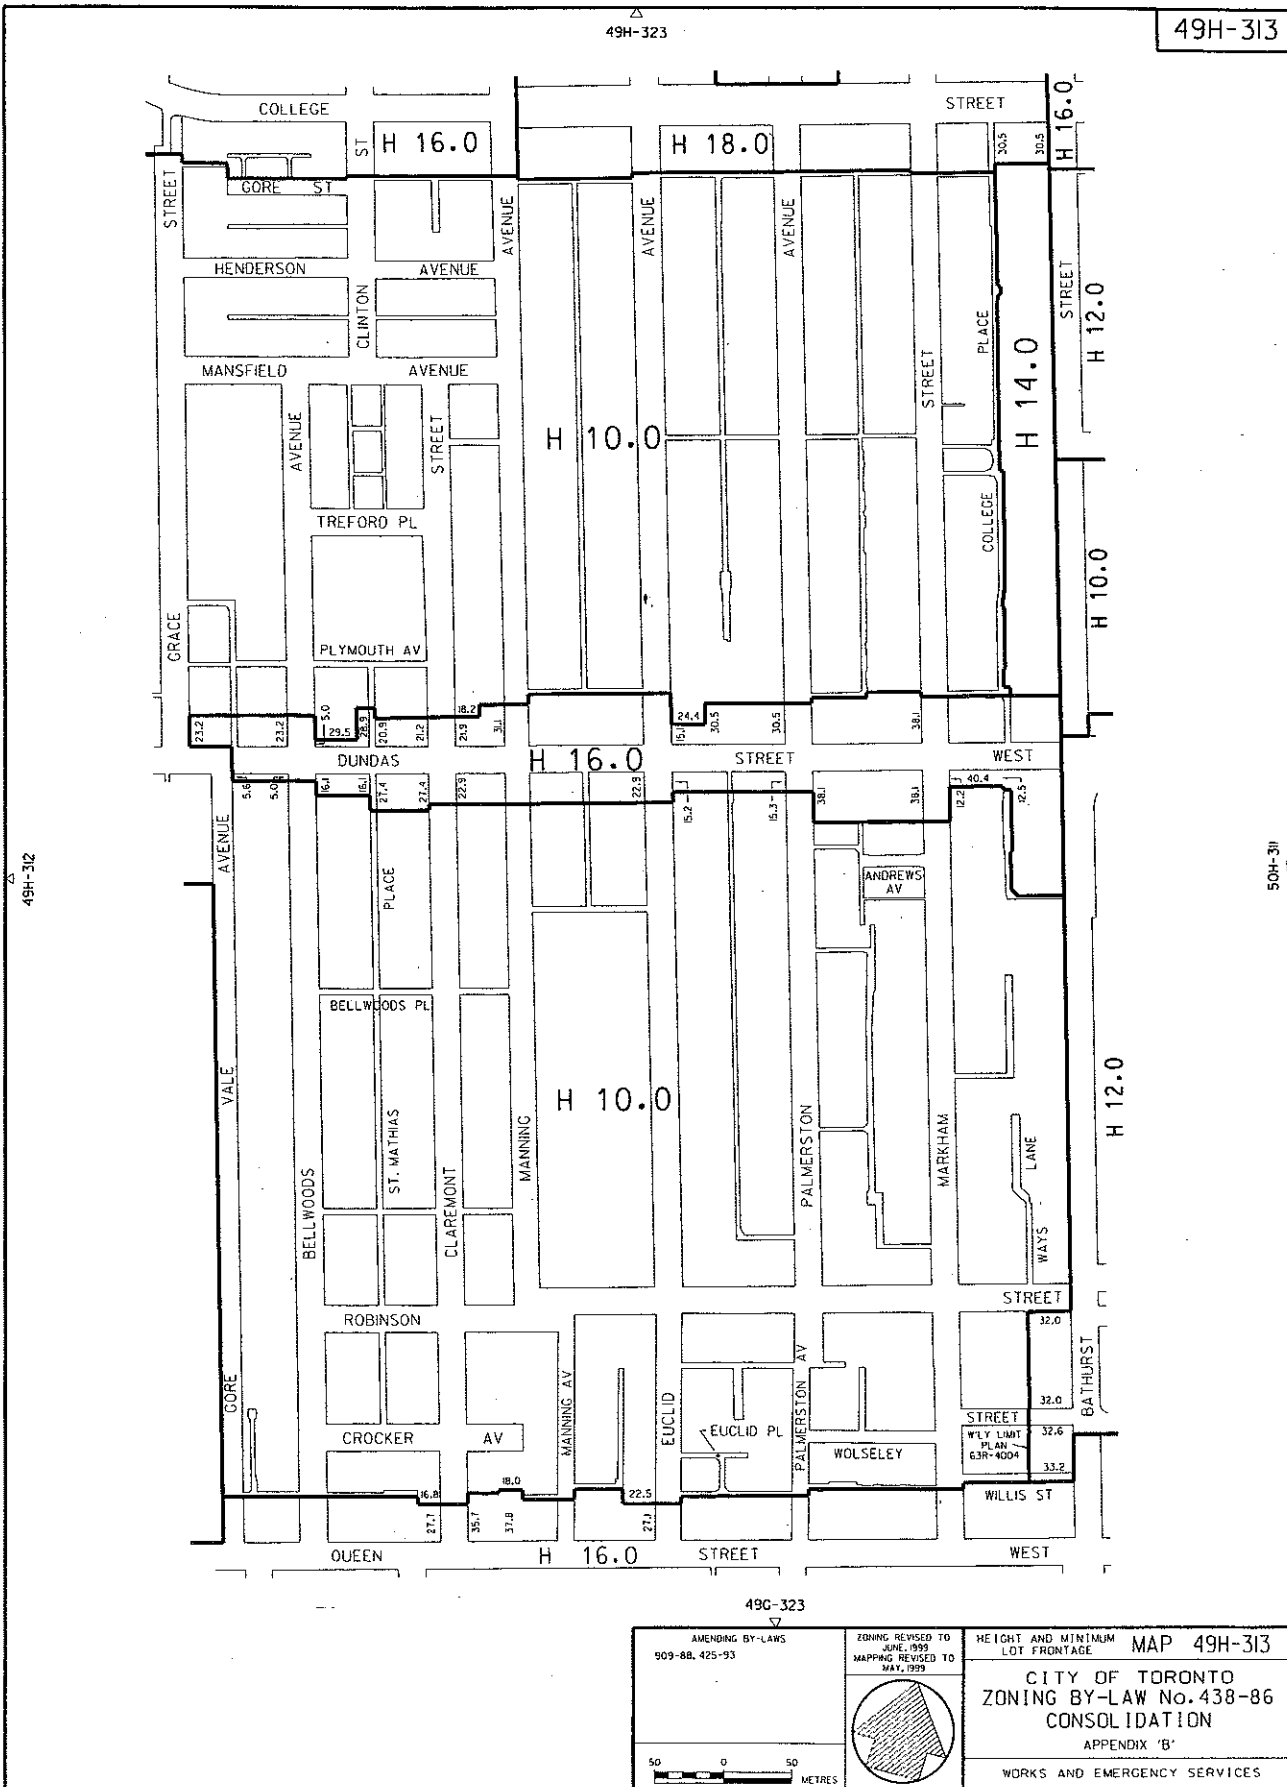 49H-323
49H-313
COLLEGE
STREET
ST
H 16.0
H 18.0
H 16.0
30.5
30.5
STREET
GORE ST
AVENUE
AVENUE
AVENUE
HENDERSON
AVENUE
CLINTON
STREET
H 12.0
PLACE
H 14.0
MANSFIELD
AVENUE
STREET
AVENUE
STREET
H 10.0
TREFORD PL
COLLEGE
H 10.0
GRACE
PLYMOUTH AV
23.2
23.2
5.0
29.5
28.9
20.9
21.2
18.2
21.9
31.1
24.4
15.1
30.5
30.5
38.1
DUNDAS
H 16.0
STREET
WEST
5.6
5.0
16.1
16.1
27.4
27.4
22.9
22.9
15.2
15.3
38.1
38.1
12.2
40.4
12.5
AVENUE
PLACE
ANDREWS
AV
49H-312
50H-311
BELLWOODS PL
VALE
H 10.0
H 12.0
ST. MATHIAS
MANNING
PALMERSTON
MARKHAM
LANE
BELLWOODS
CLAREMONT
WAYS
STREET
ROBINSON
32.0
BATHURST
GORE
MANNING AV
EUCLID
PALMERSTON AV
32.0
CROCKER
AV
EUCLID PL
WOLSELEY
STREET
W'LY LIMIT
PLAN
63R-4004
32.6
33.2
16.8
18.0
22.5
WILLIS ST
27.7
35.7
37.8
27.1
QUEEN
H 16.0
STREET
WEST
49G-323
AMENDING BY-LAWS
909-88, 425-93
ZONING REVISED TO
JUNE, 1999
MAPPING REVISED TO
MAY, 1999
HEIGHT AND MINIMUM
LOT FRONTAGE
MAP 49H-313
CITY OF TORONTO
ZONING BY-LAW No. 438-86
CONSOLIDATION
APPENDIX 'B'
WORKS AND EMERGENCY SERVICES
50 0 50
METRES